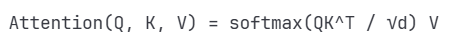 Attention(Q, K, V) = softmax(QK^T / √d) V